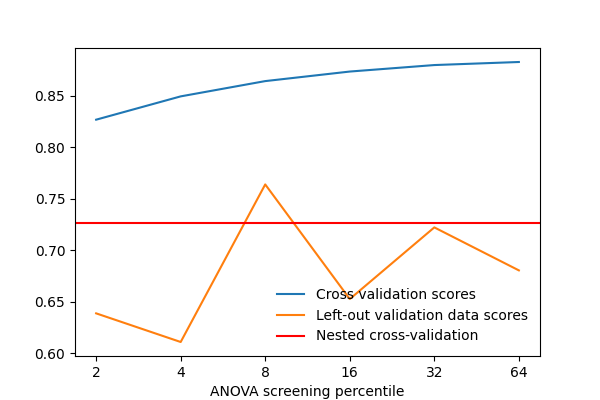 0.85
0.80
0.75
0.70
0.65
0.60
Cross validation scores
Left-out validation data scores
Nested cross-validation
2 4 8 16 32 64
ANOVA screening percentile